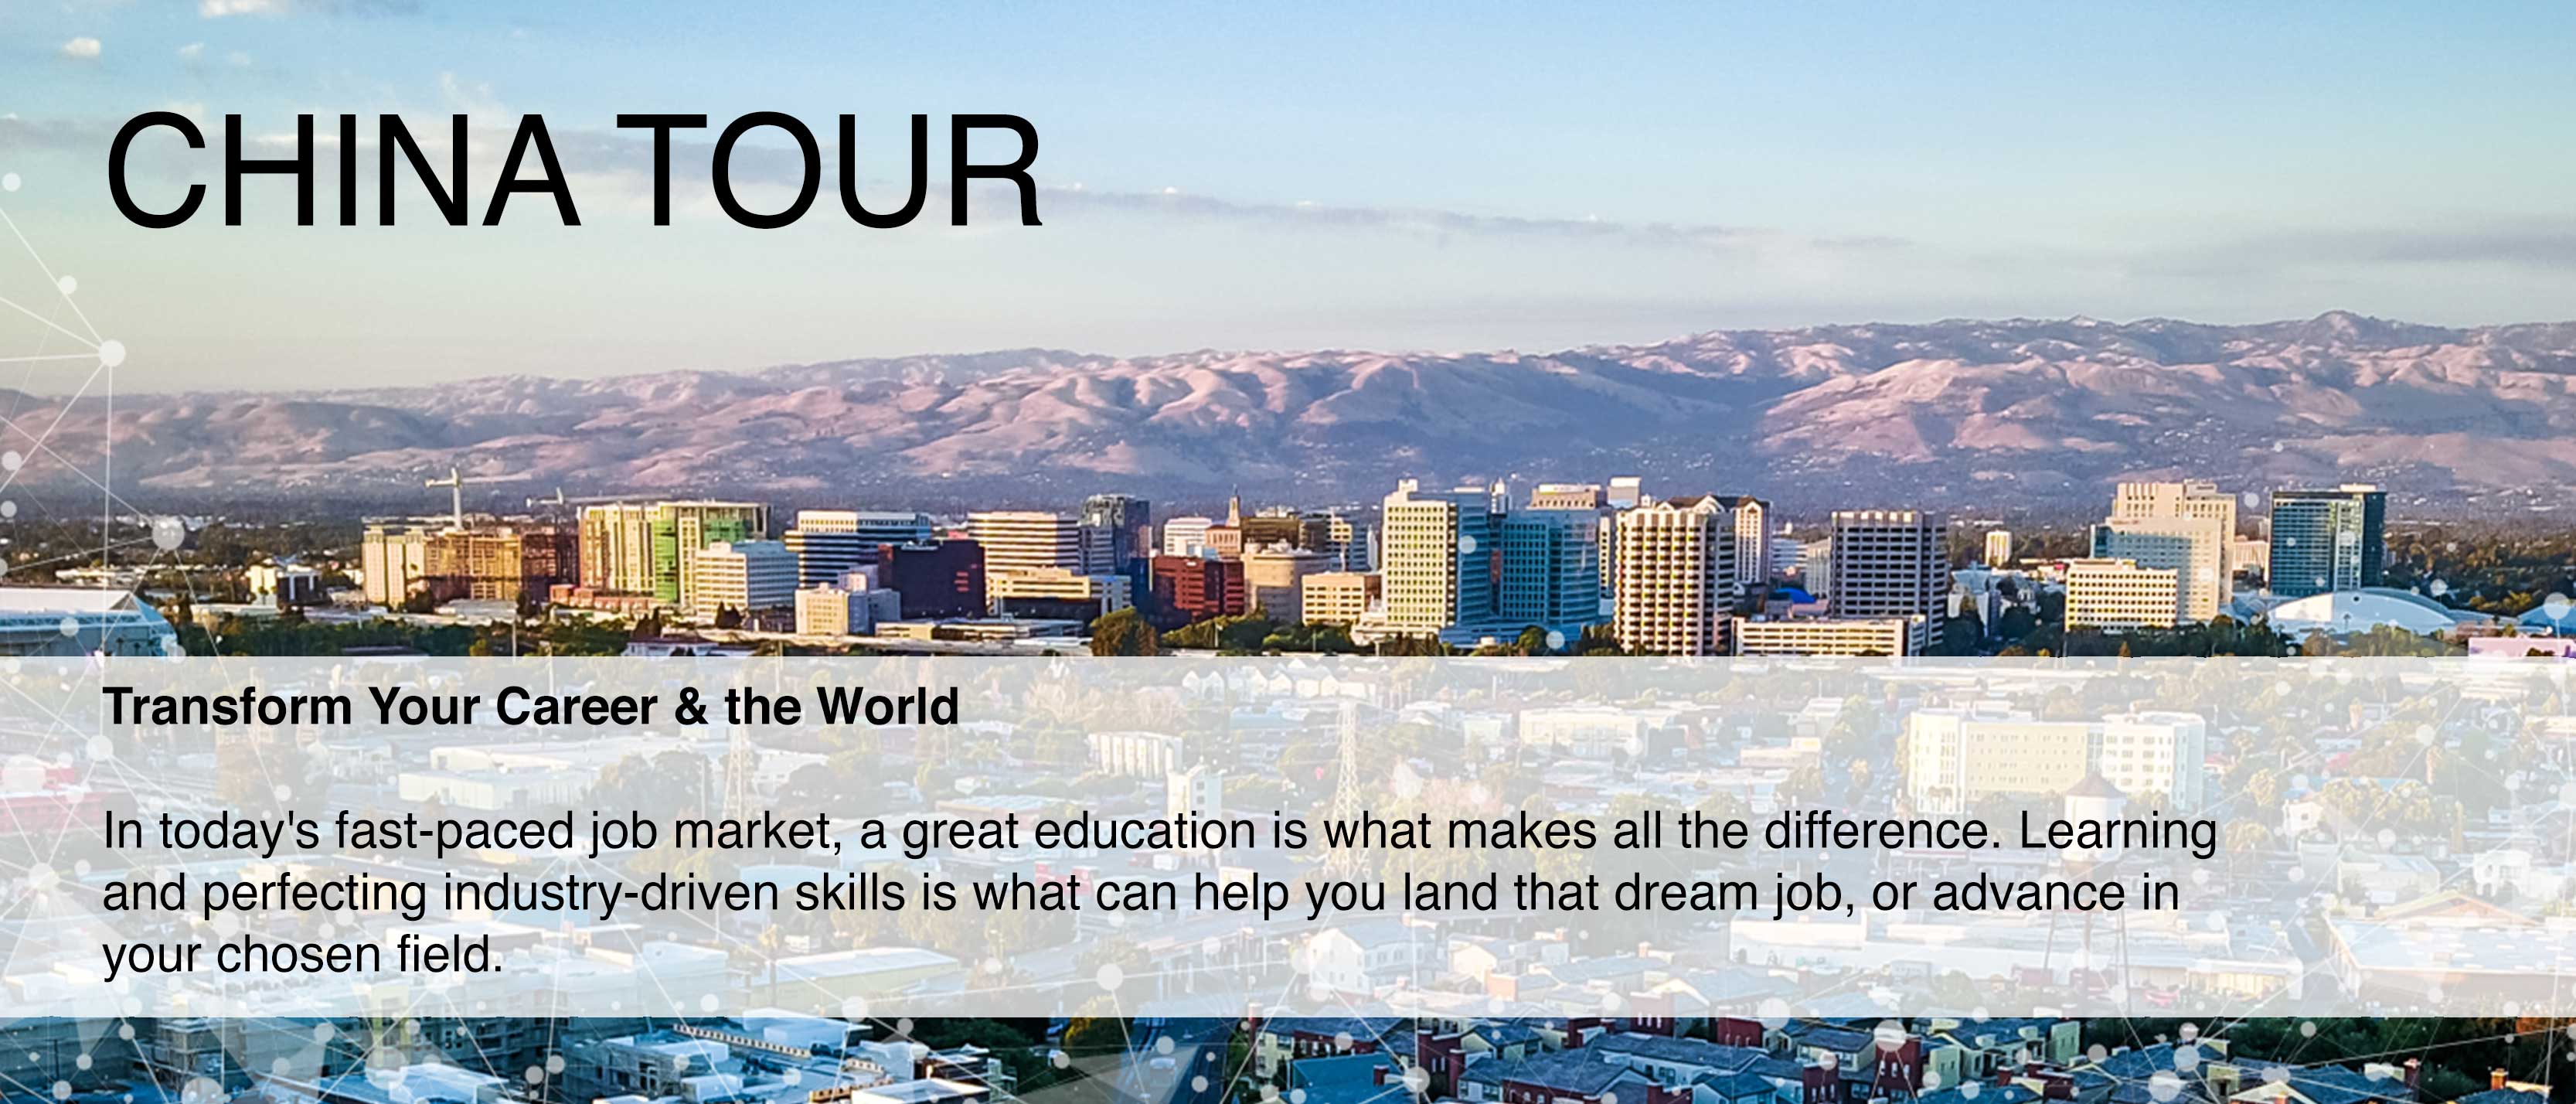 CHINA TOUR
Transform Your Career & the World
In today's fast-paced job market, a great education is what makes all the difference. Learning
and perfecting industry-driven skills is what can help you land that dream job, or advance in
your chosen field.